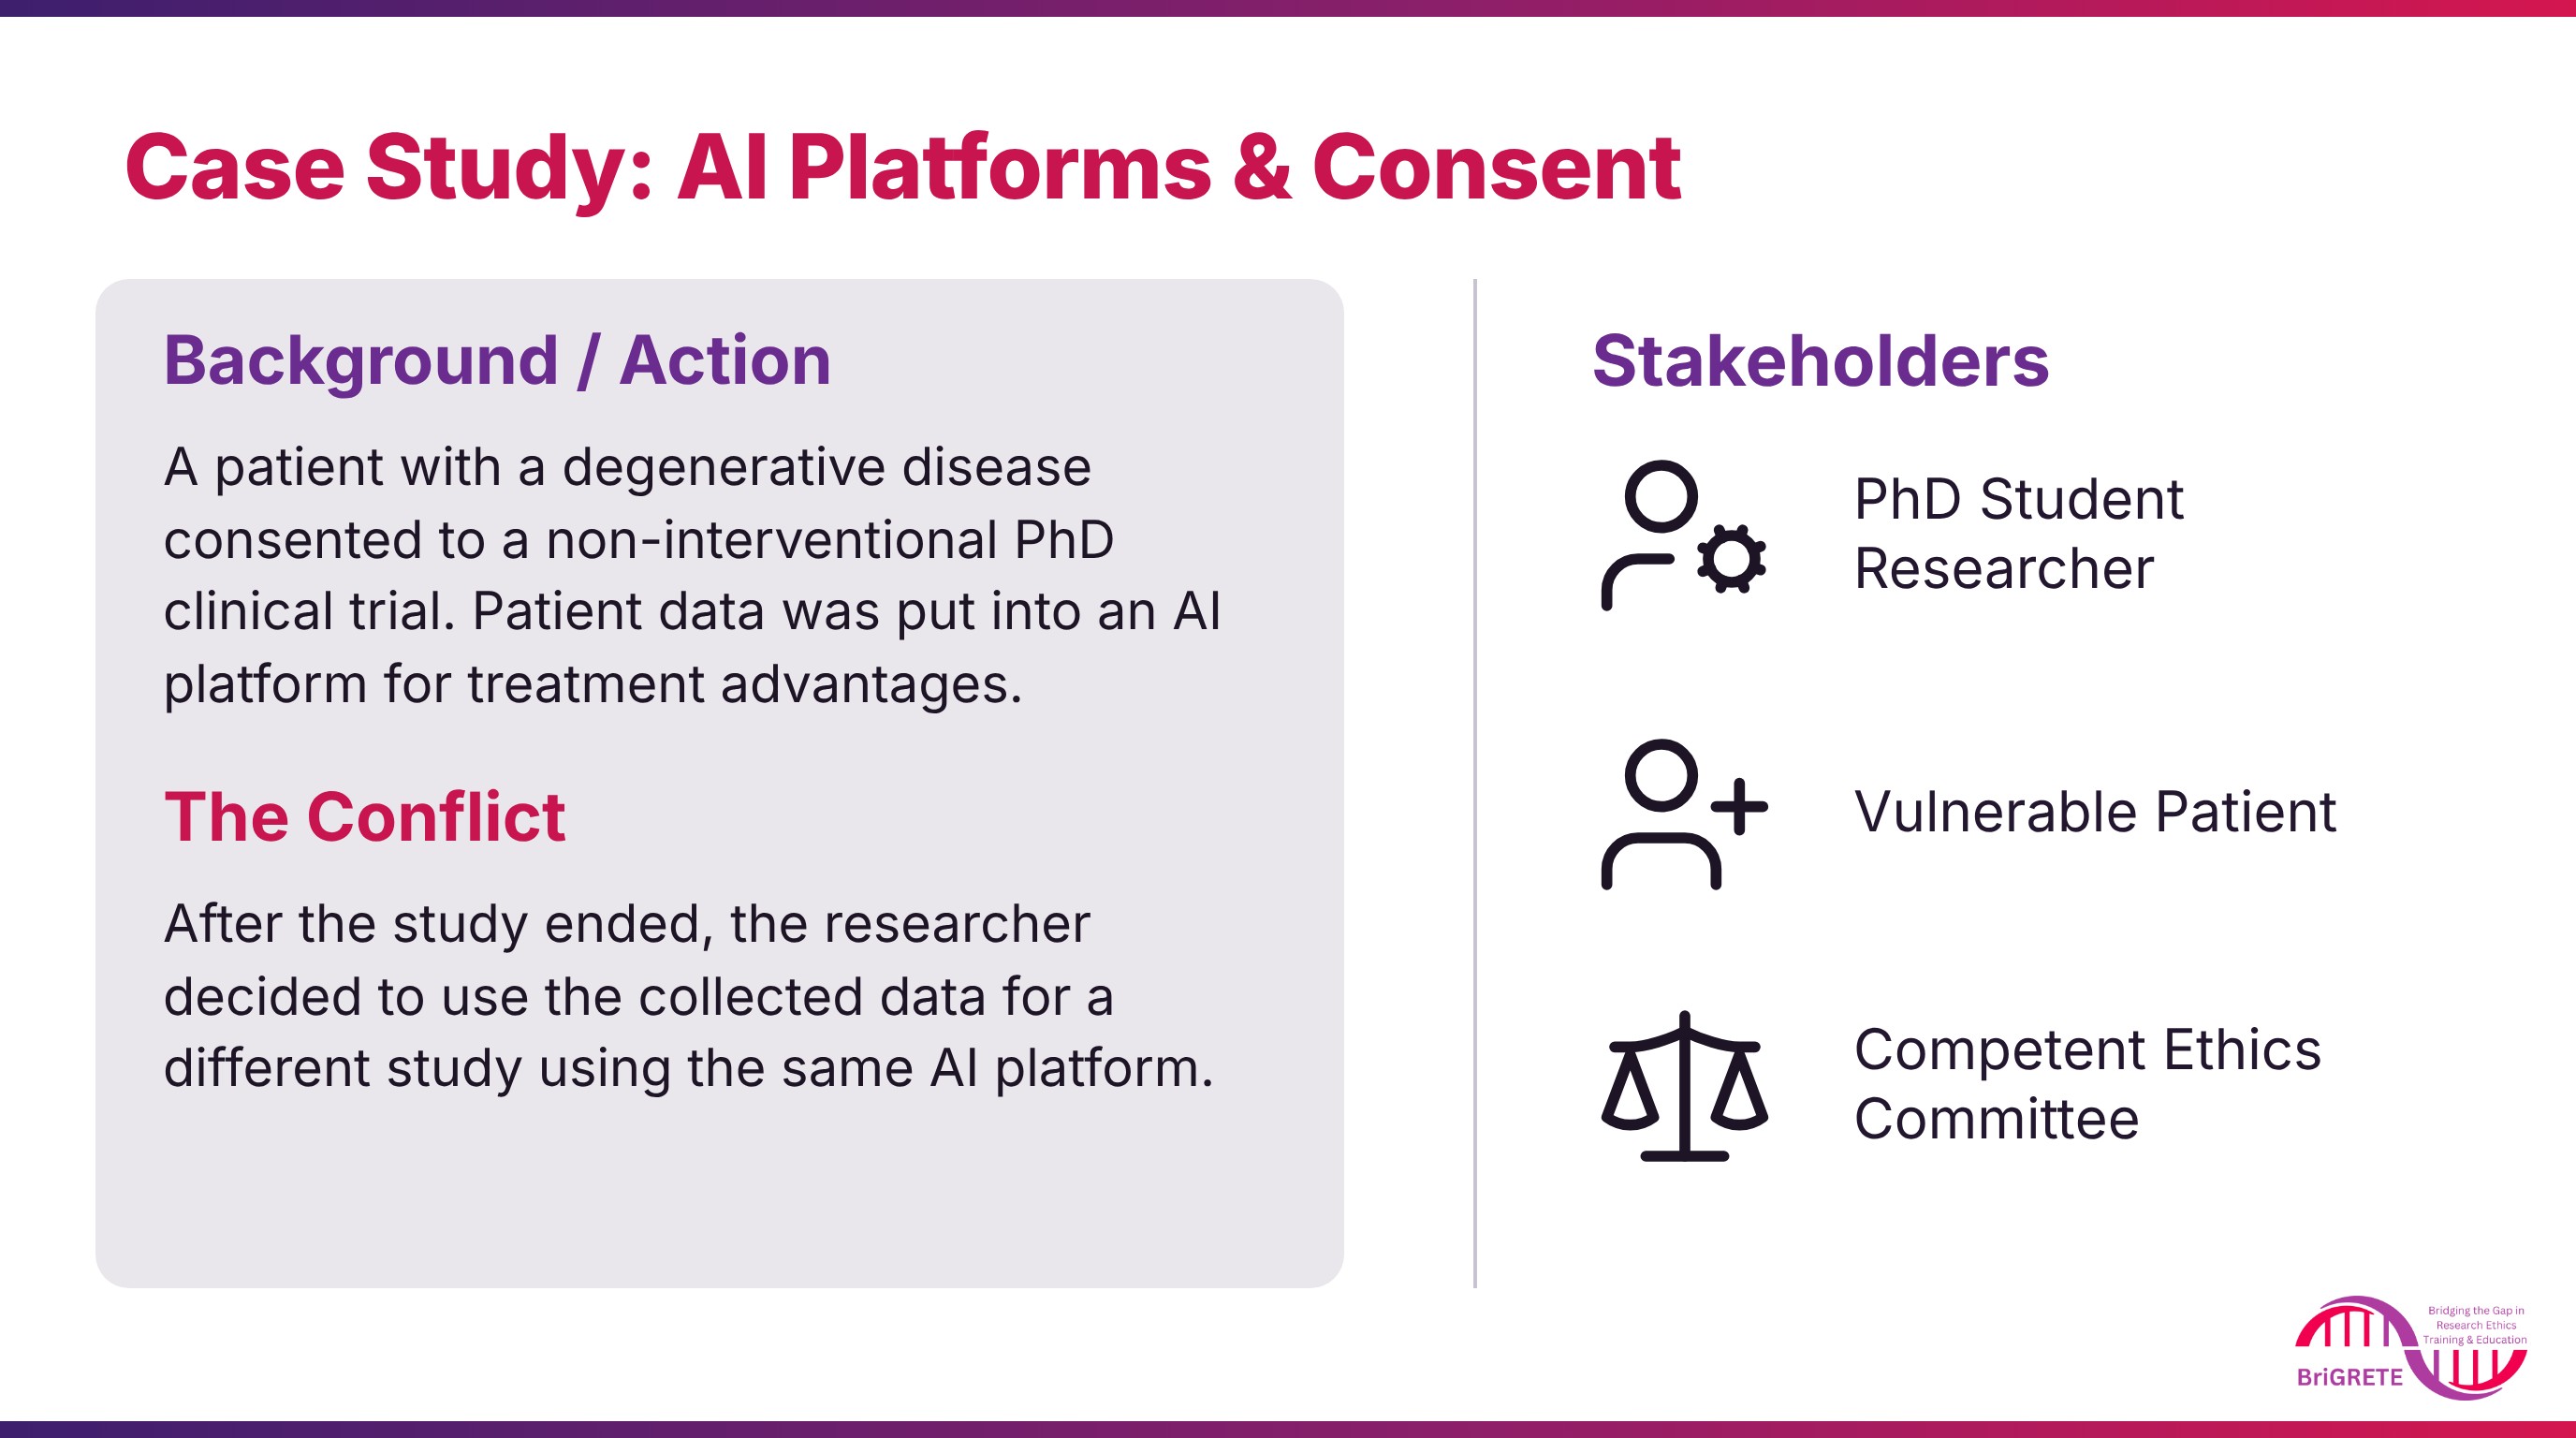 Case Study: AI Platforms & Consent
Background / Action
A patient with a degenerative disease
consented to a non-interventional PhD
clinical trial. Patient data was put into an AI
platform for treatment advantages.
The Conflict
After the study ended, the researcher
decided to use the collected data for a
different study using the same AI platform.
Stakeholders
PhD Student
Researcher
Vulnerable Patient
Competent Ethics
Committee
Bridging the Gap in
Research Ethics
Training & Education
BriGRETE